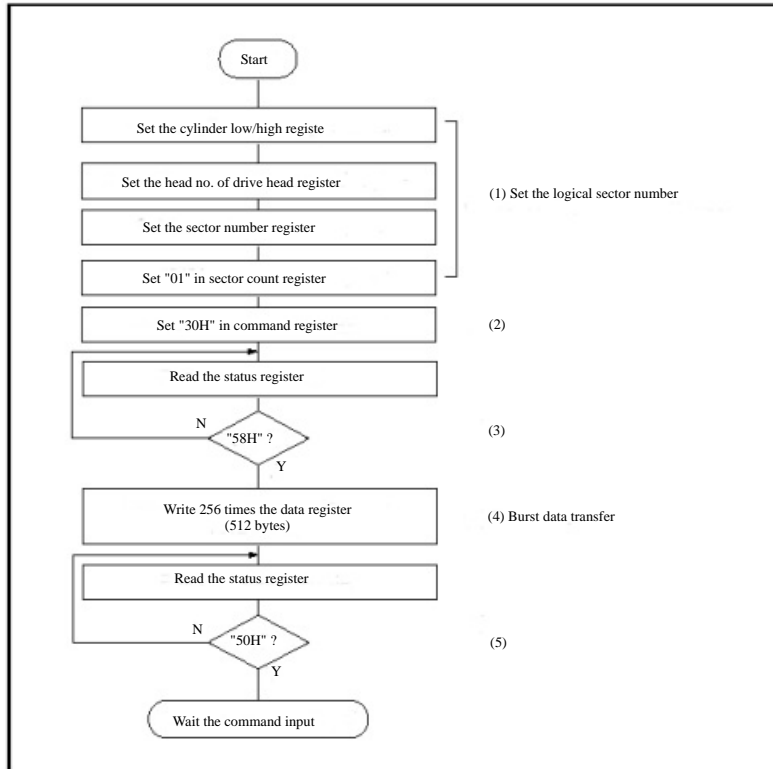 Start
Set the cylinder low/high registe
Set the head no. of drive head register
(1) Set the logical sector number
Set the sector number register
Set "01" in sector count register
Set "30H" in command register
(2)
Read the status register
N
"58H" ?
(3)
Y
Write 256 times the data register
(512 bytes)
(4) Burst data transfer
Read the status register
N
"50H" ?
(5)
Y
Wait the command input